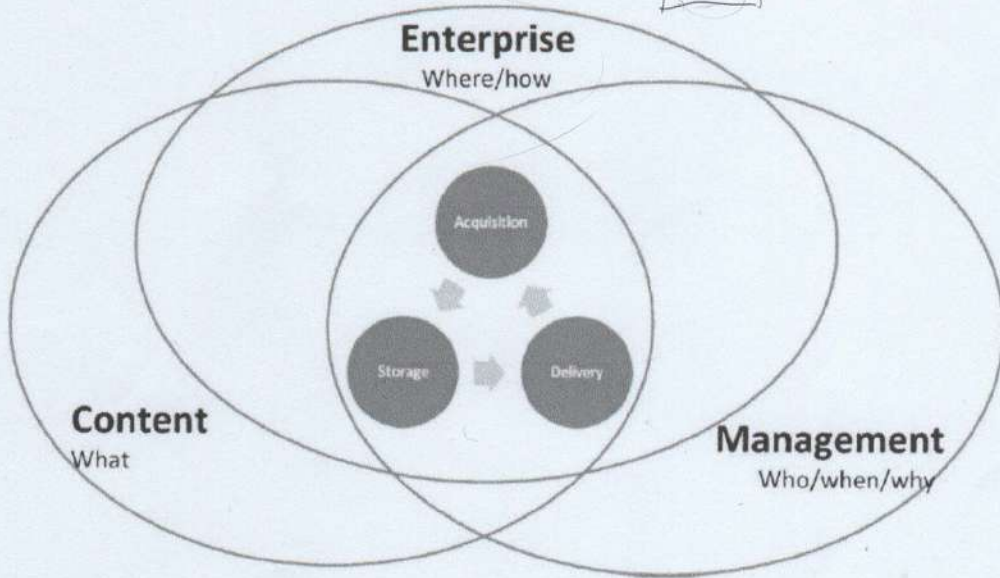 Enterprise
Where/how
Acquisition
Storage
Delivery
Content
What
Management
Who/when/why